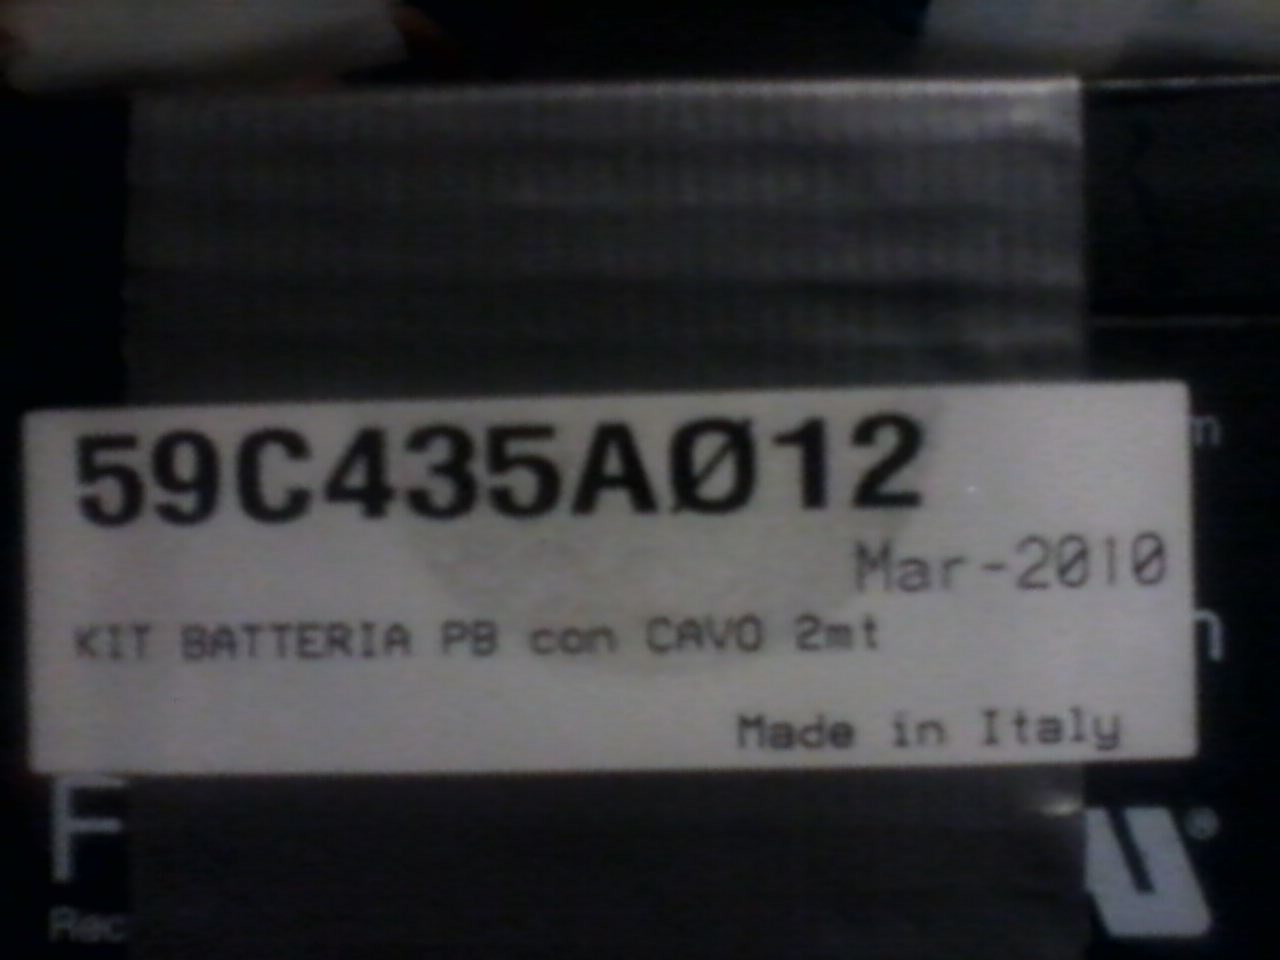 59C435AØ12
Mar-2010
KIT BATTERIA PB con CAVO 2mt
Made in Italy